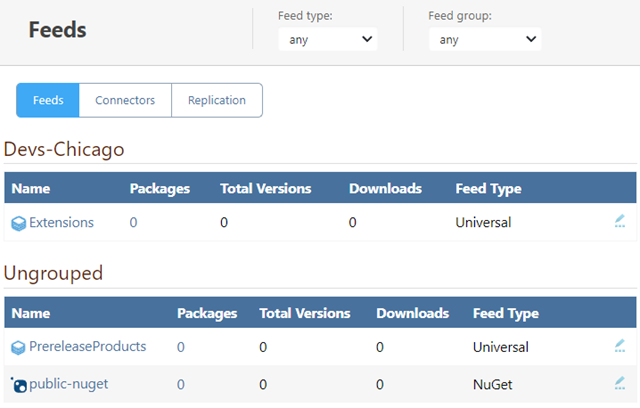 Feeds
Feed type:
any
Feed group:
any
Feeds Connectors Replication
Devs-Chicago
Name Packages Total Versions Downloads Feed Type
Extensions 0 0 0 Universal
Ungrouped
Name Packages Total Versions Downloads Feed Type
PrereleaseProducts 0 0 0 Universal
public-nuget 0 0 0 NuGet